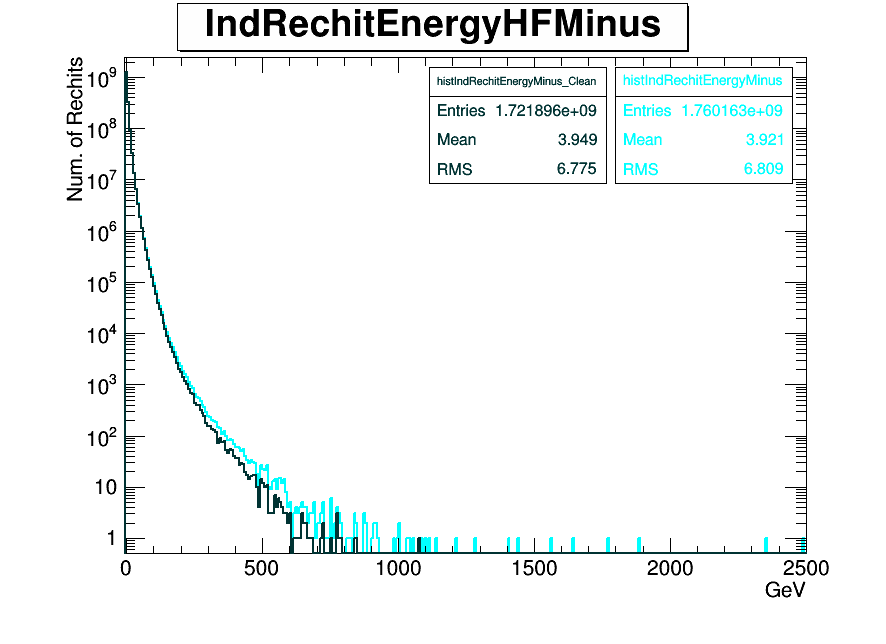 IndRechitEnergyHFMinus
Num. of Rechits
histIndRechitEnergyMinus_Clean
Entries 1.721896e+09
Mean 3.949
RMS 6.775
histIndRechitEnergyMinus
Entries 1.760163e+09
Mean 3.921
RMS 6.809
10⁹
10⁸
10⁷
10⁶
10⁵
10⁴
10³
10²
10
1
0 500 1000 1500 2000 2500
GeV